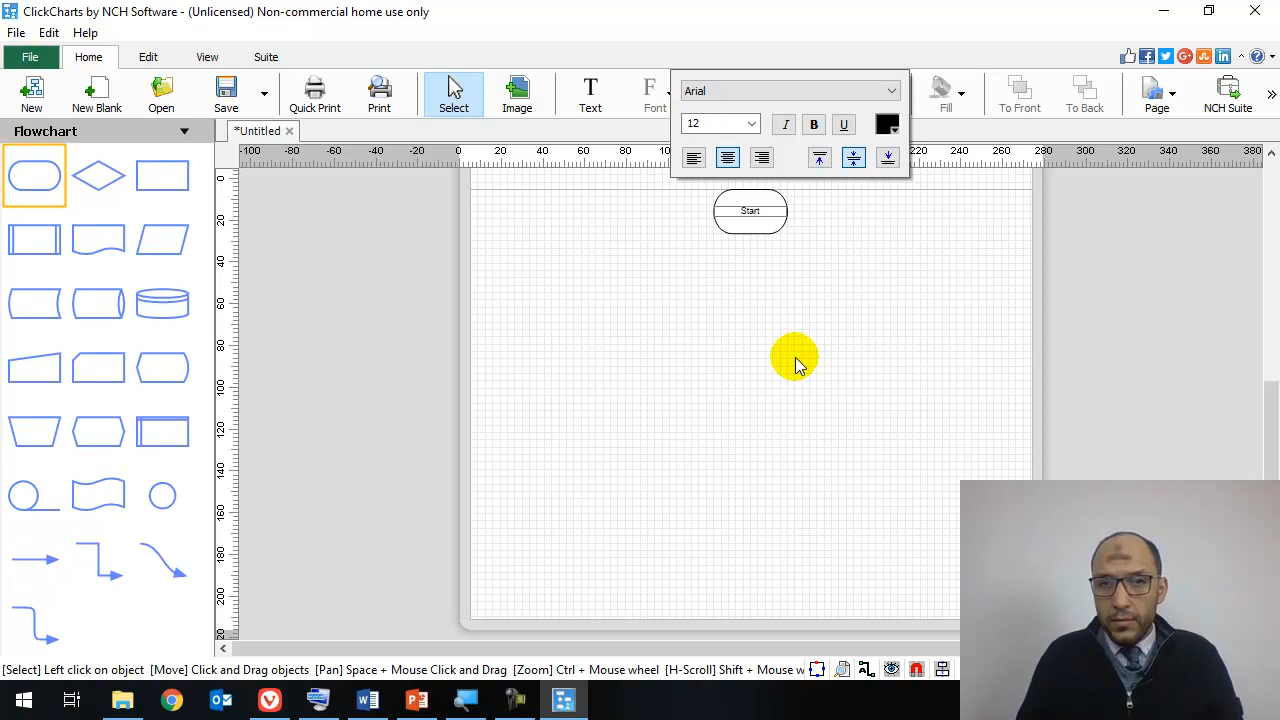 ClickCharts by NCH Software - (Unlicensed) Non-commercial home use only
File Edit Help
File Home Edit View Suite
New New Blank Open Save Quick Print Print Select Image Text Font Fill To Front To Back Page NCH Suite
Arial
12 I B U
Flowchart
*Untitled
-100 -80 -60 -40 -20 0 20 40 60 80 100 220 240 260 280 300 320 340 360 380
0
20
40
60
80
100
120
140
160
180
200
Start
[Select] Left click on object [Move] Click and Drag objects [Pan] Space + Mouse Click and Drag [Zoom] Ctrl + Mouse wheel [H-Scroll] Shift + Mouse w